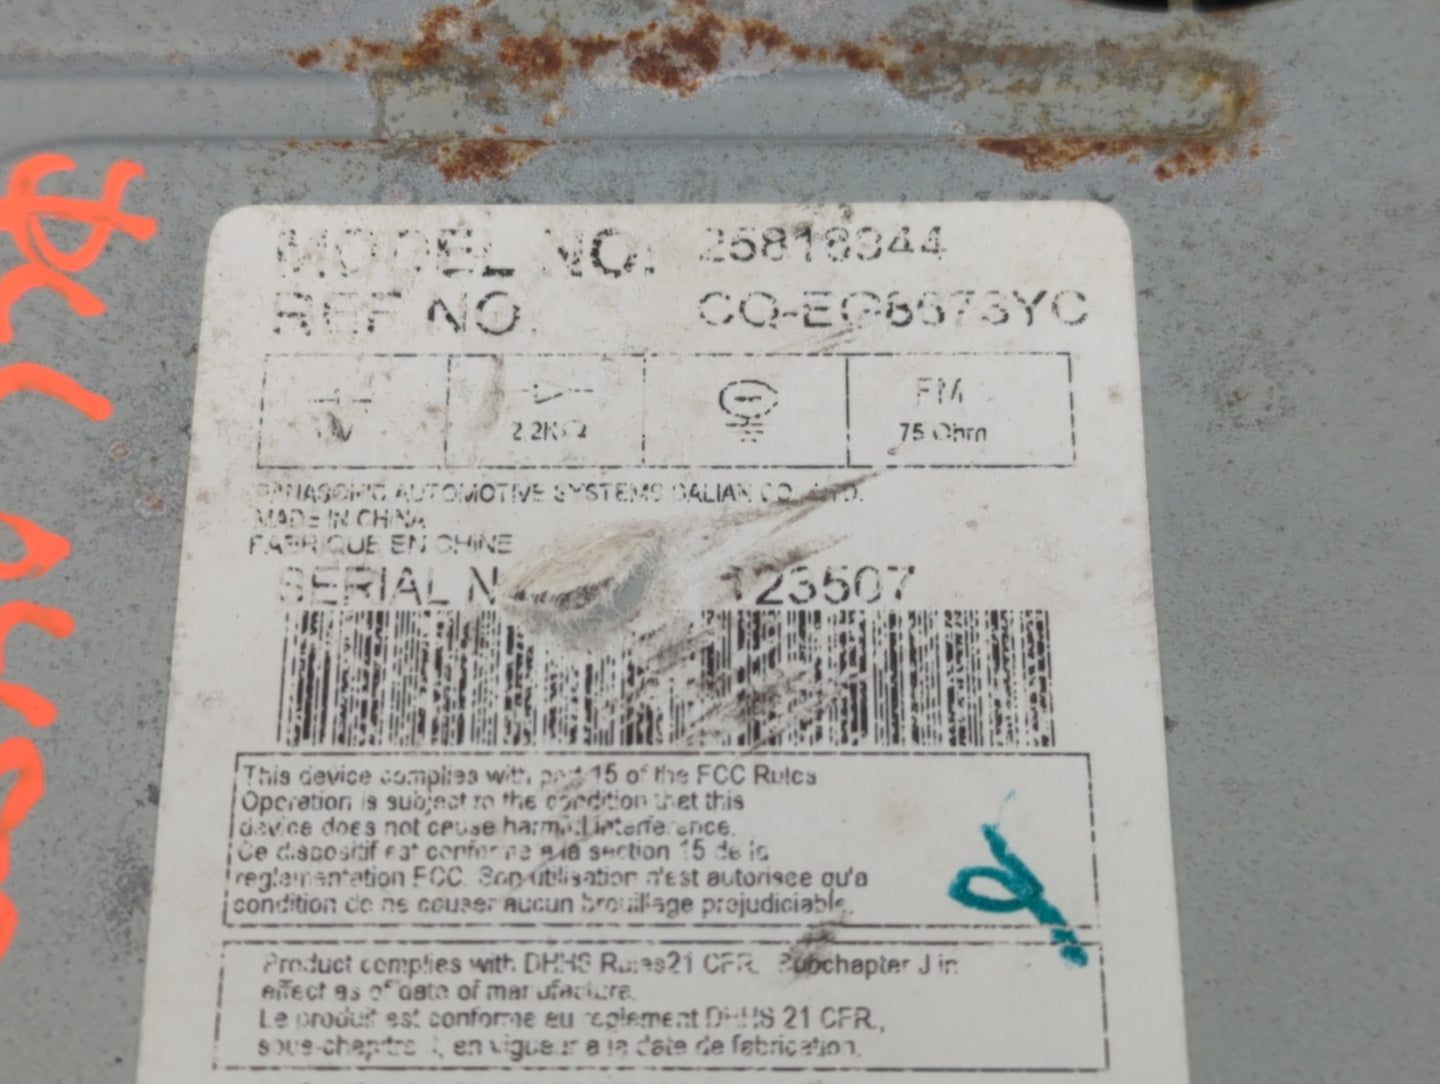 MODEL NO. 25818344
REF NO. CQ-EG6673YC
2.2KΩ
FM
75 Ohm
PANASONIC AUTOMOTIVE SYSTEMS DALIAN CO., LTD.
MADE IN CHINA
FABRIQUE EN CHINE
SERIAL N 123507
This device complies with part 15 of the FCC Rules
Operation is subject to the condition that this
device does not cause harmful interference.
Ce dispositif est conforme a la section 15 de la
reglementation FCC. Son utilisation n'est autorisee qu'a
condition de ne causer aucun brouillage prejudiciable.
Product complies with DHHS Rules21 CFR, Subchapter J in
effect as of date of manufacture.
Le produit est conforme au reglement DHHS 21 CFR,
sous-chapitre J, en vigueur a la date de fabrication.